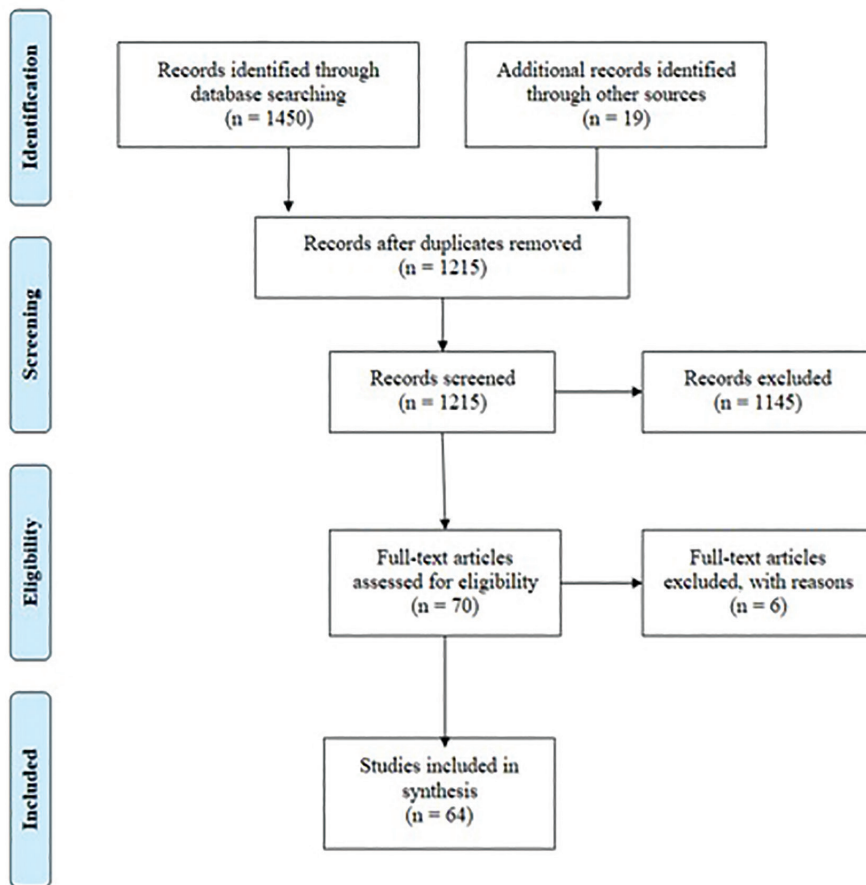 Identification
Records identified through
database searching
(n = 1450)
Additional records identified
through other sources
(n = 19)
Screening
Records after duplicates removed
(n = 1215)
Records screened
(n = 1215)
Records excluded
(n = 1145)
Eligibility
Full-text articles
assessed for eligibility
(n = 70)
Full-text articles
excluded, with reasons
(n = 6)
Included
Studies included in
synthesis
(n = 64)